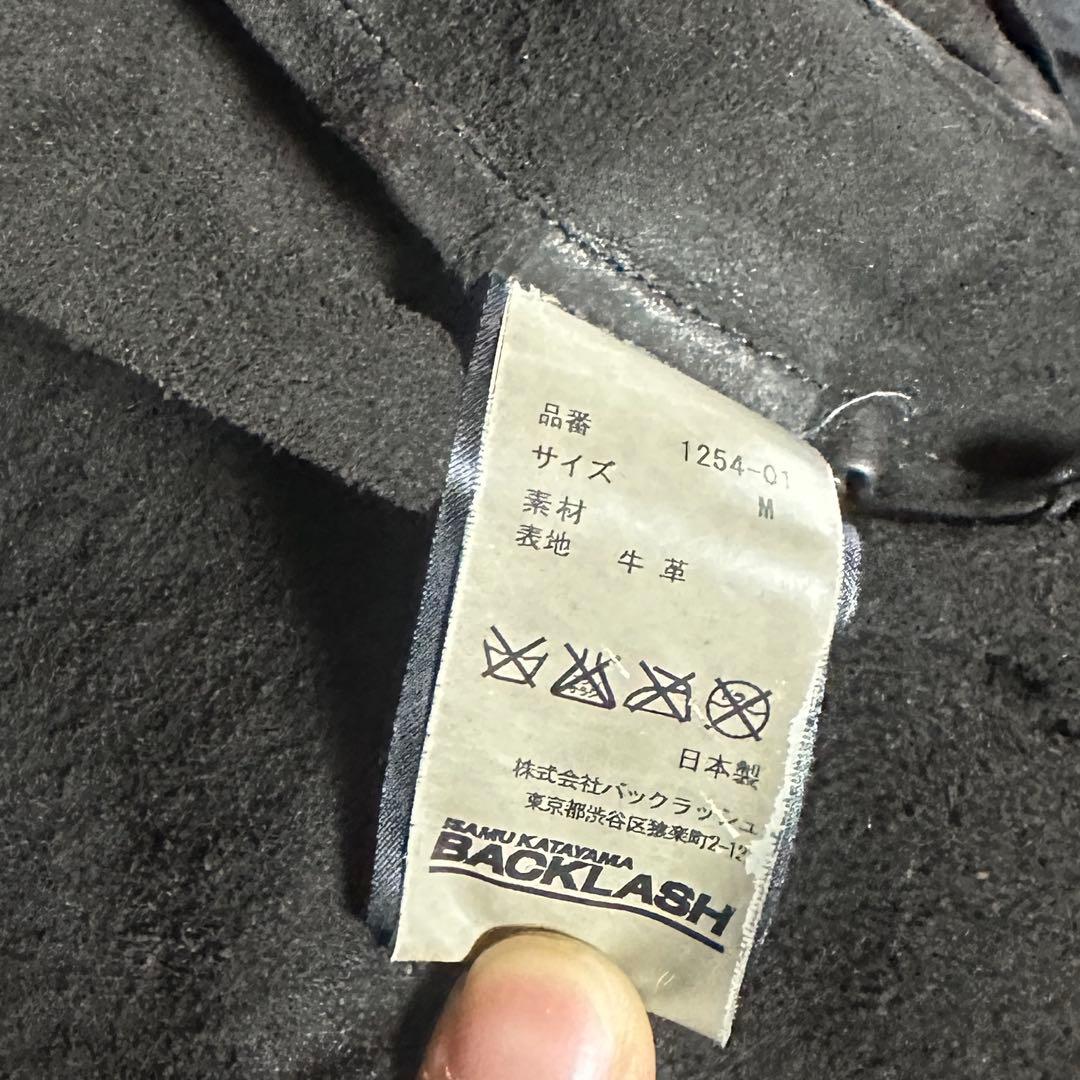 品番 1254-01
サイズ M
素材
表地 牛革
日本製
株式会社バックラッシュ
東京都渋谷区猿楽町2-12
ISAMU KATAYAMA
BACKLASH